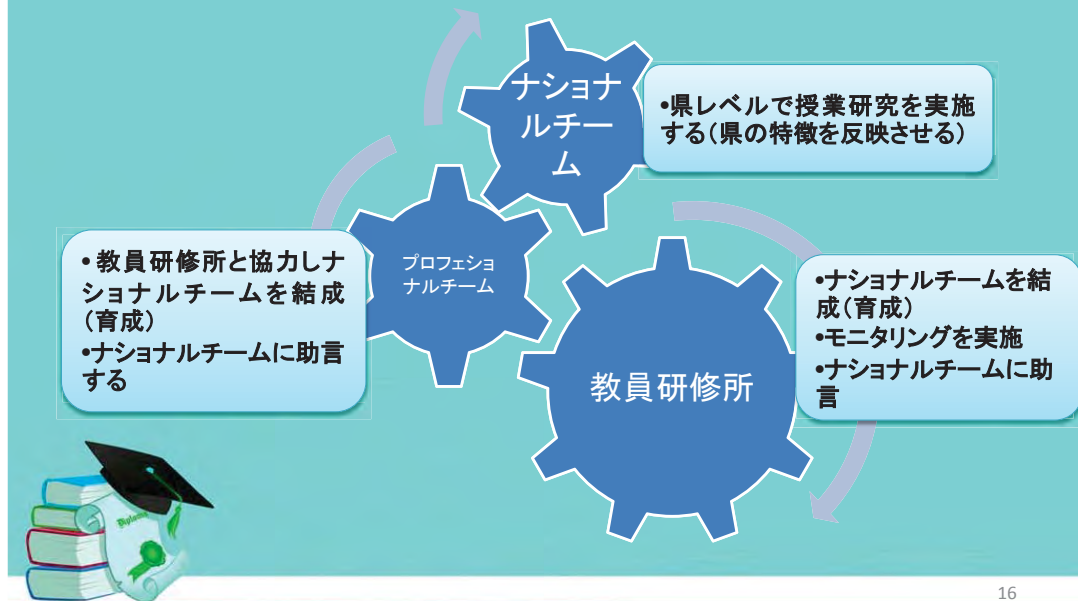 ナショナ
ルチー
ム
•県レベルで授業研究を実施
する(県の特徴を反映させる)
•教員研修所と協力しナ
ショナルチームを結成
(育成)
•ナショナルチームに助言
する
プロフェショ
ナルチーム
教員研修所
•ナショナルチームを結
成(育成)
•モニタリングを実施
•ナショナルチームに助
言
Diploma
16